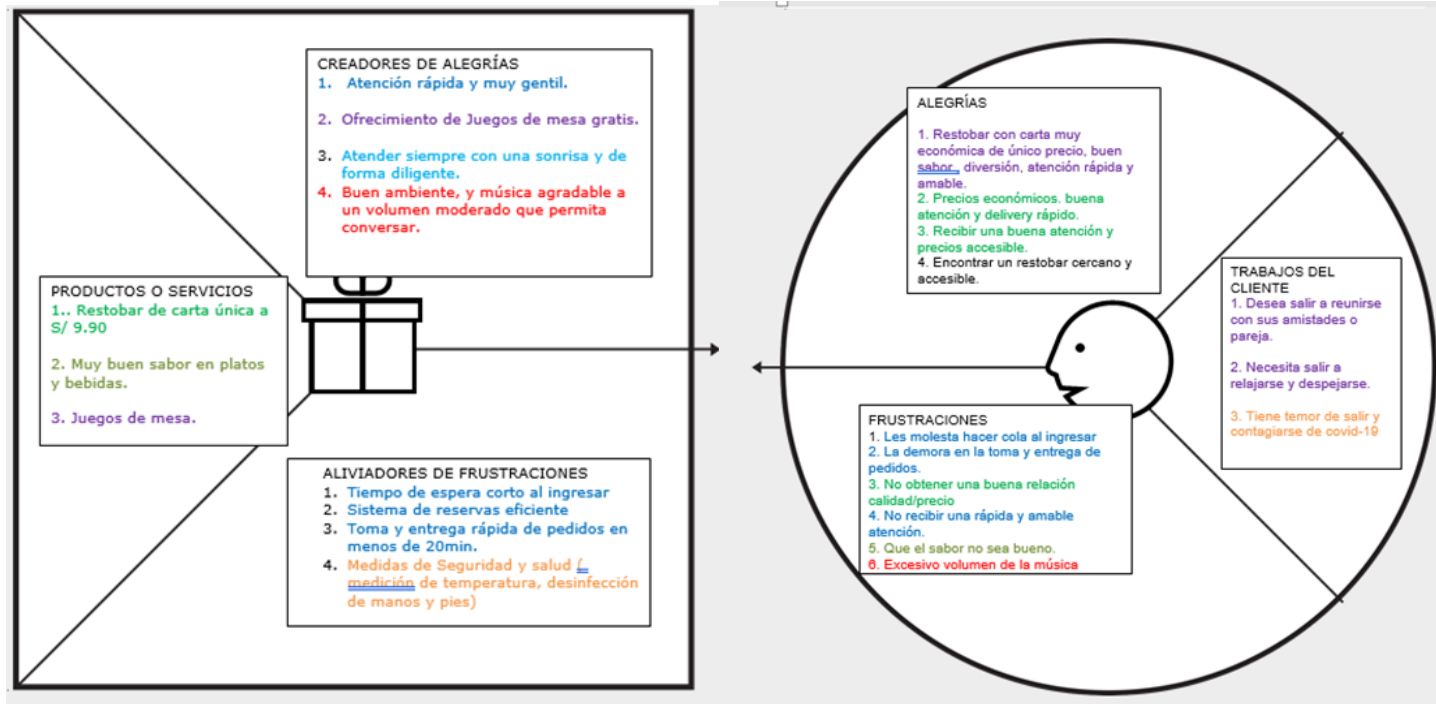 CREADORES DE ALEGRÍAS
1. Atención rápida y muy gentil.
2. Ofrecimiento de Juegos de mesa gratis.
3. Atender siempre con una sonrisa y de
forma diligente.
4. Buen ambiente, y música agradable a
un volumen moderado que permita
conversar.
PRODUCTOS O SERVICIOS
1.. Restobar de carta única a
S/ 9.90
2. Muy buen sabor en platos
y bebidas.
3. Juegos de mesa.
ALIVIADORES DE FRUSTRACIONES
1. Tiempo de espera corto al ingresar
2. Sistema de reservas eficiente
3. Toma y entrega rápida de pedidos en
menos de 20min.
4. Medidas de Seguridad y salud (
medición de temperatura, desinfección
de manos y pies)
ALEGRÍAS
1. Restobar con carta muy
económica de único precio, buen
sabor , diversión, atención rápida y
amable.
2. Precios económicos. buena
atención y delivery rápido.
3. Recibir una buena atención y
precios accesible.
4. Encontrar un restobar cercano y
accesible.
TRABAJOS DEL
CLIENTE
1. Desea salir a reunirse
con sus amistades o
pareja.
2. Necesita salir a
relajarse y despejarse.
3. Tiene temor de salir y
contagiarse de covid-19
FRUSTRACIONES
1. Les molesta hacer cola al ingresar
2. La demora en la toma y entrega de
pedidos.
3. No obtener una buena relación
calidad/precio
4. No recibir una rápida y amable
atención.
5. Que el sabor no sea bueno.
6. Excesivo volumen de la música